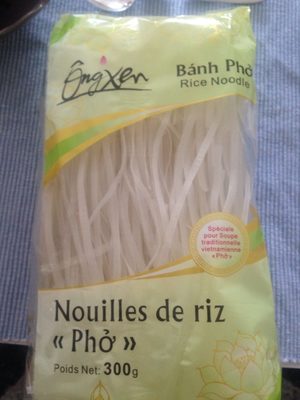 Ông Xen
Bánh Phở
Rice Noodle
Spéciale
pour Soupe
traditionnelle
vietnamienne
« Phở »
Nouilles de riz
« Phở »
Poids Net: 300g